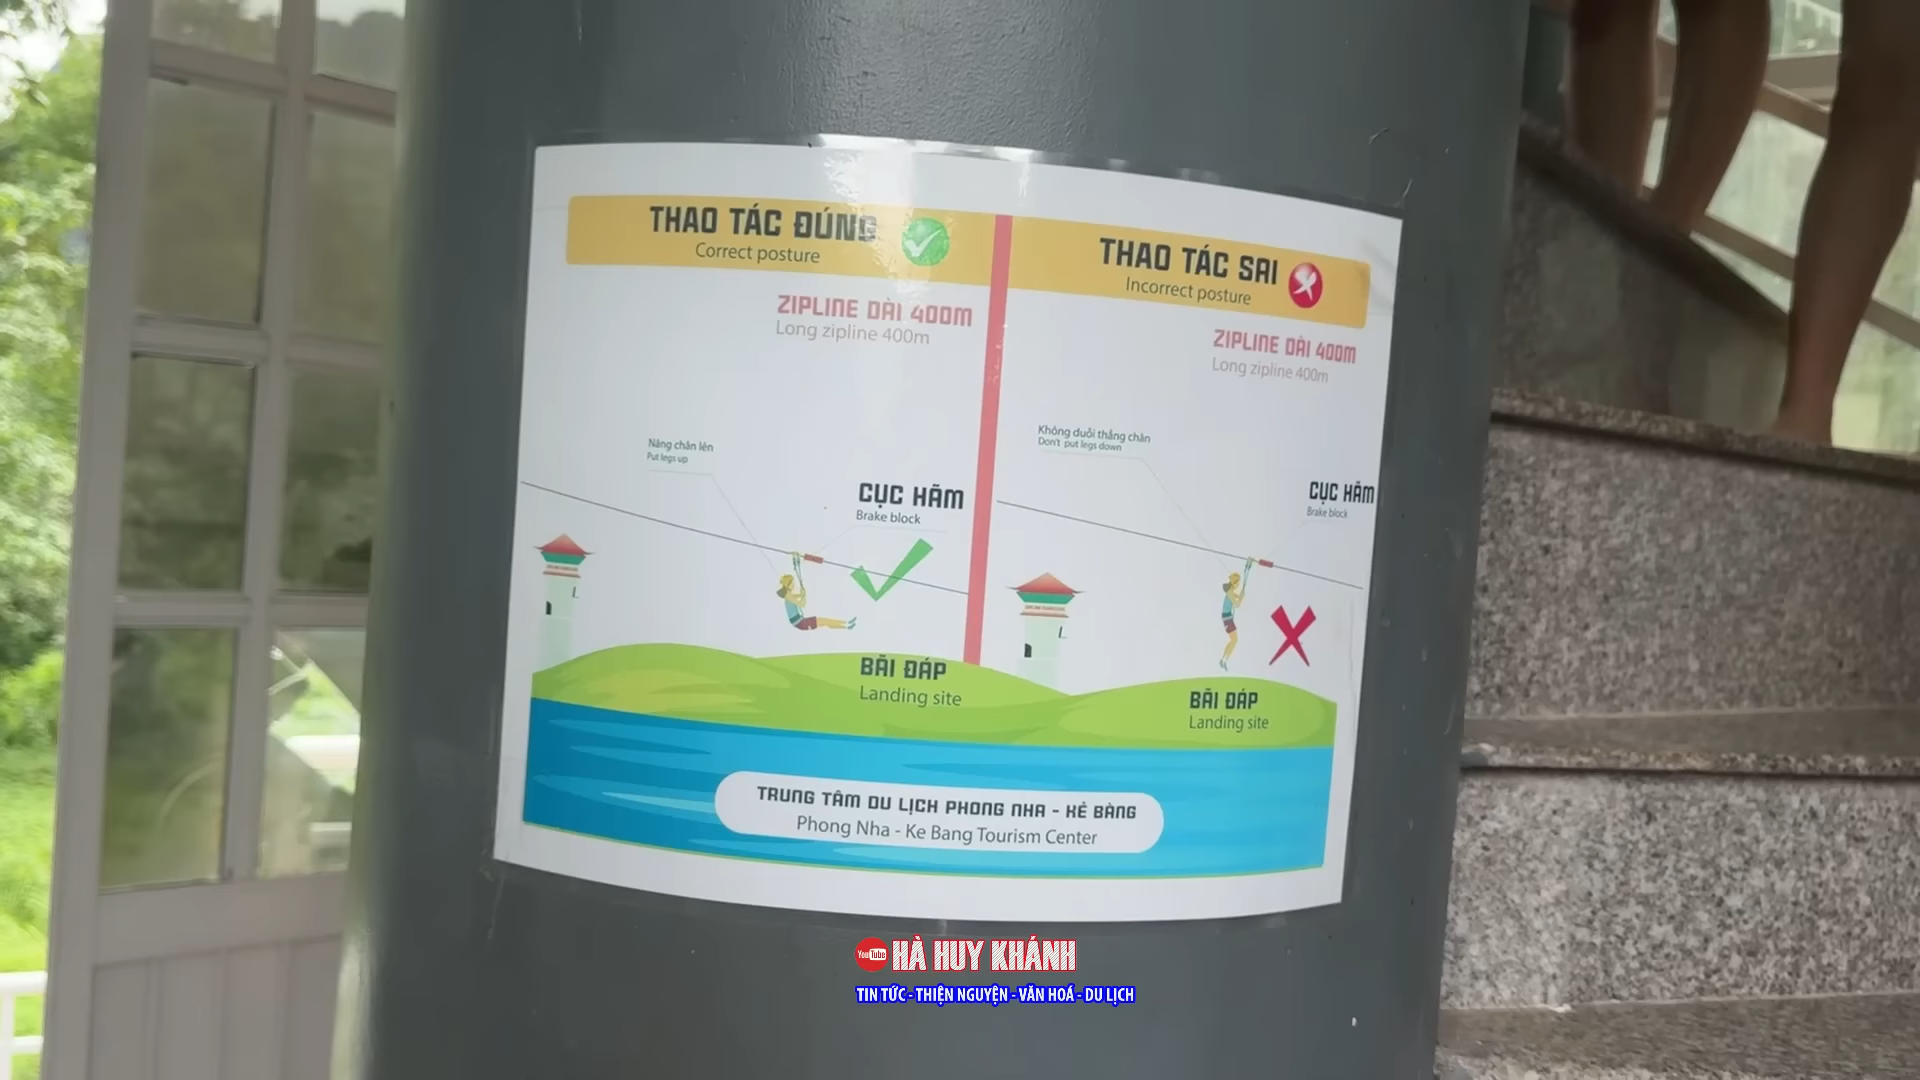 THAO TÁC ĐÚNG
Correct posture
ZIPLINE DÀI 400M
Long zipline 400m
Nâng chân lên
Put legs up
CỤC HÃM
Brake block
BÃI ĐÁP
Landing site
THAO TÁC SAI
Incorrect posture
ZIPLINE DÀI 400M
Long zipline 400m
Không duỗi thẳng chân
Don't put legs down
CỤC HÃM
Brake block
BÃI ĐÁP
Landing site
TRUNG TÂM DU LỊCH PHONG NHA - KẺ BÀNG
Phong Nha - Ke Bang Tourism Center
YouTube HÀ HUY KHÁNH
TIN TỨC - THIỆN NGUYỆN - VĂN HOÁ - DU LỊCH